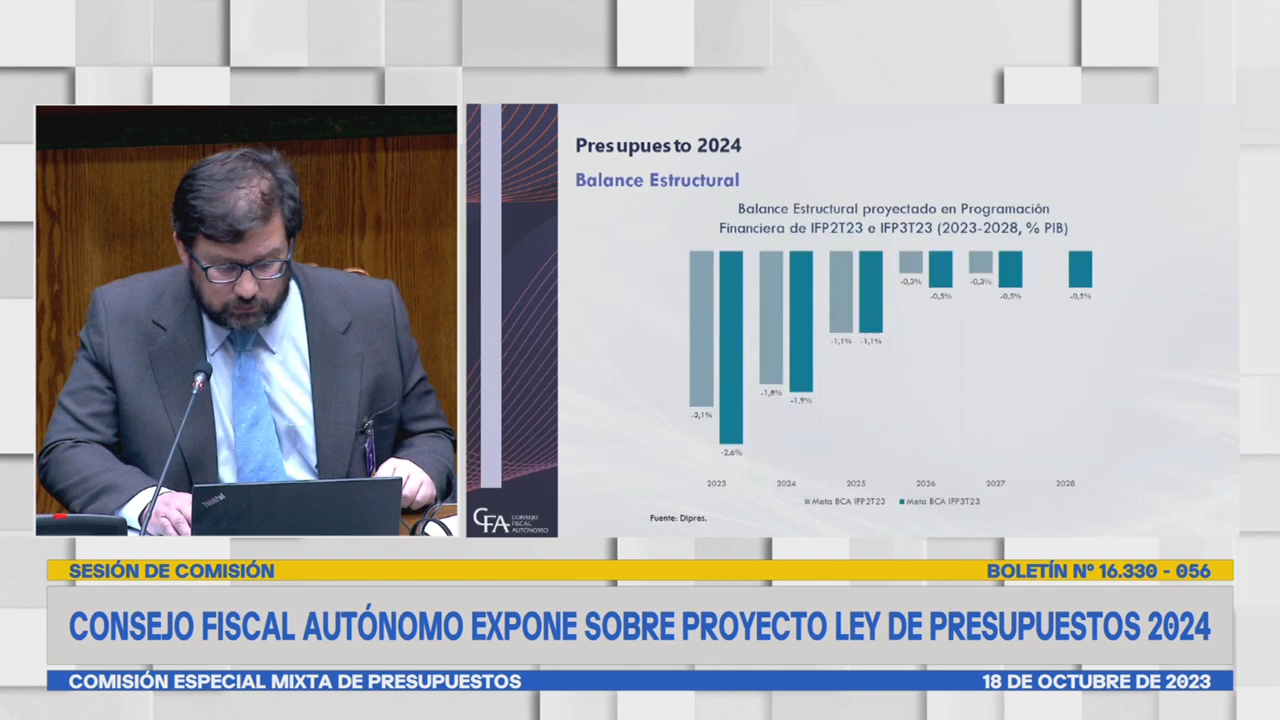 Presupuesto 2024
Balance Estructural
Balance Estructural proyectado en Programación
Financiera de IFP2T23 e IFP3T23 (2023-2028, % PIB)
-2,1%
-2,6%
-1,8%
-1,9%
-1,1%
-1,1%
-0,3%
-0,5%
-0,3%
-0,5%
-0,5%
2023
2024
2025
2026
2027
2028
Meta BCA IFP2T23
Meta BCA IFP3T23
Fuente: Dipres.
CFA
CONSEJO
FISCAL
AUTÓNOMO
ThinkPad
SESIÓN DE COMISIÓN
BOLETÍN N° 16.330 - 056
CONSEJO FISCAL AUTÓNOMO EXPONE SOBRE PROYECTO LEY DE PRESUPUESTOS 2024
COMISIÓN ESPECIAL MIXTA DE PRESUPUESTOS
18 DE OCTUBRE DE 2023